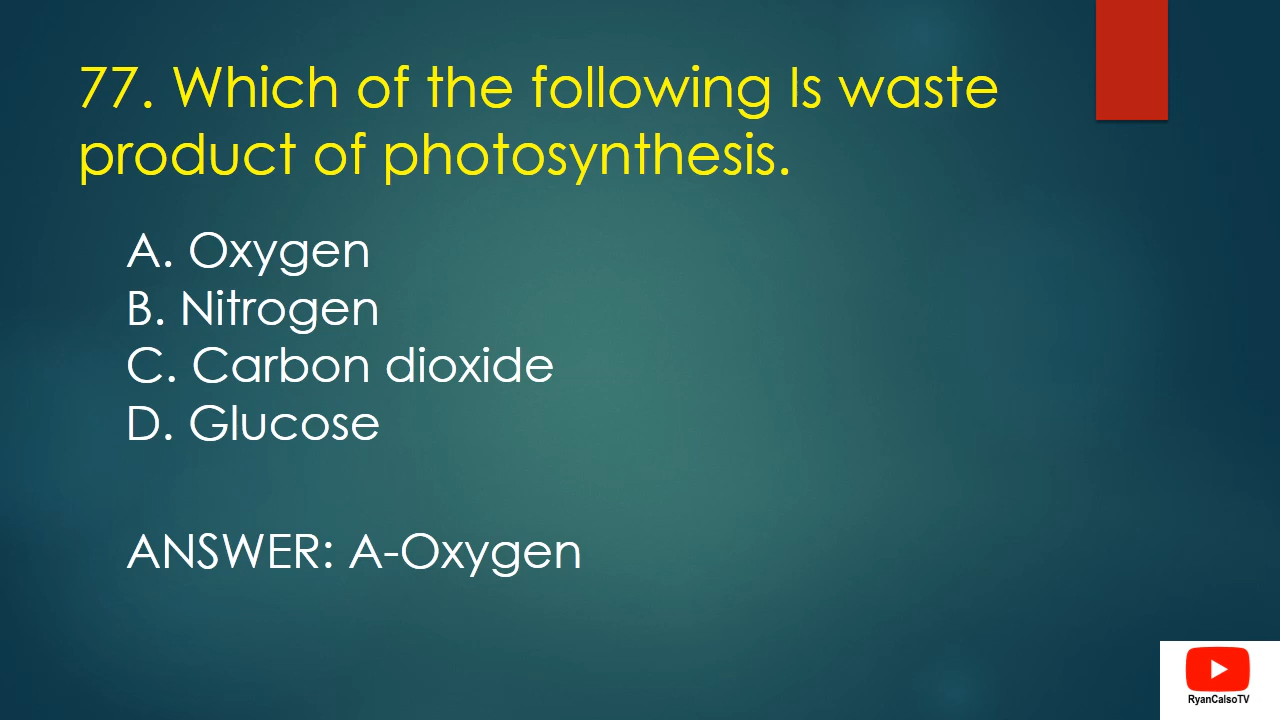 77. Which of the following Is waste
product of photosynthesis.
A. Oxygen
B. Nitrogen
C. Carbon dioxide
D. Glucose
ANSWER: A-Oxygen
RyanCalsoTV